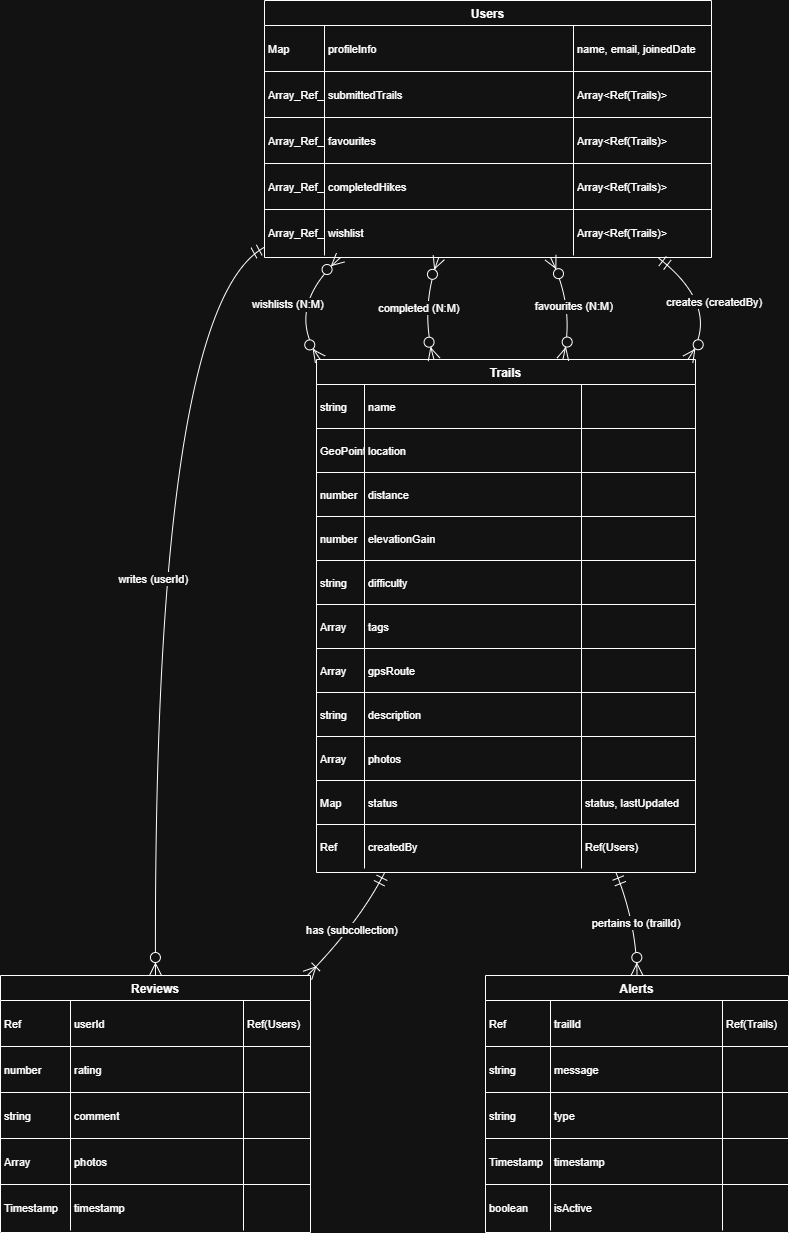 Users
Map profileInfo name, email, joinedDate
Array_Ref_ submittedTrails Array<Ref(Trails)>
Array_Ref_ favourites Array<Ref(Trails)>
Array_Ref_ completedHikes Array<Ref(Trails)>
Array_Ref_ wishlist Array<Ref(Trails)>
wishlists (N:M)
completed (N:M)
favourites (N:M)
creates (createdBy)
Trails
string name
GeoPoint location
number distance
number elevationGain
string difficulty
Array tags
Array gpsRoute
string description
Array photos
Map status status, lastUpdated
Ref createdBy Ref(Users)
writes (userId)
has (subcollection)
pertains to (trailId)
Reviews
Ref userId Ref(Users)
number rating
string comment
Array photos
Timestamp timestamp
Alerts
Ref trailId Ref(Trails)
string message
string type
Timestamp timestamp
boolean isActive